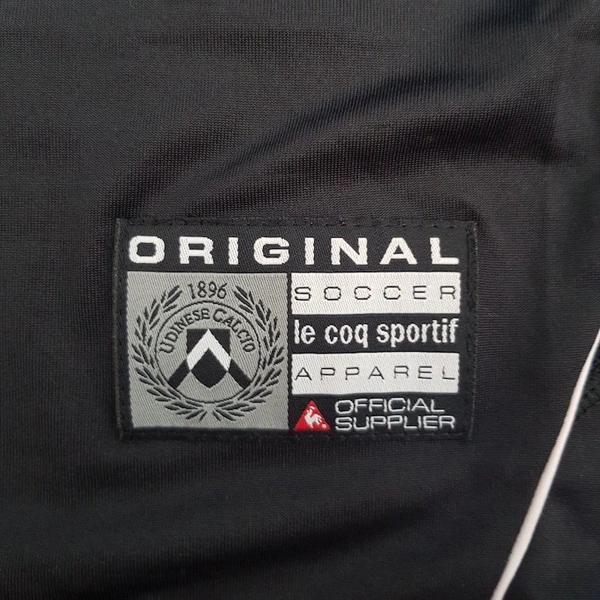 ORIGINAL
1896
UDINESE CALCIO
SOCCER
le coq sportif
APPAREL
OFFICIAL
SUPPLIER